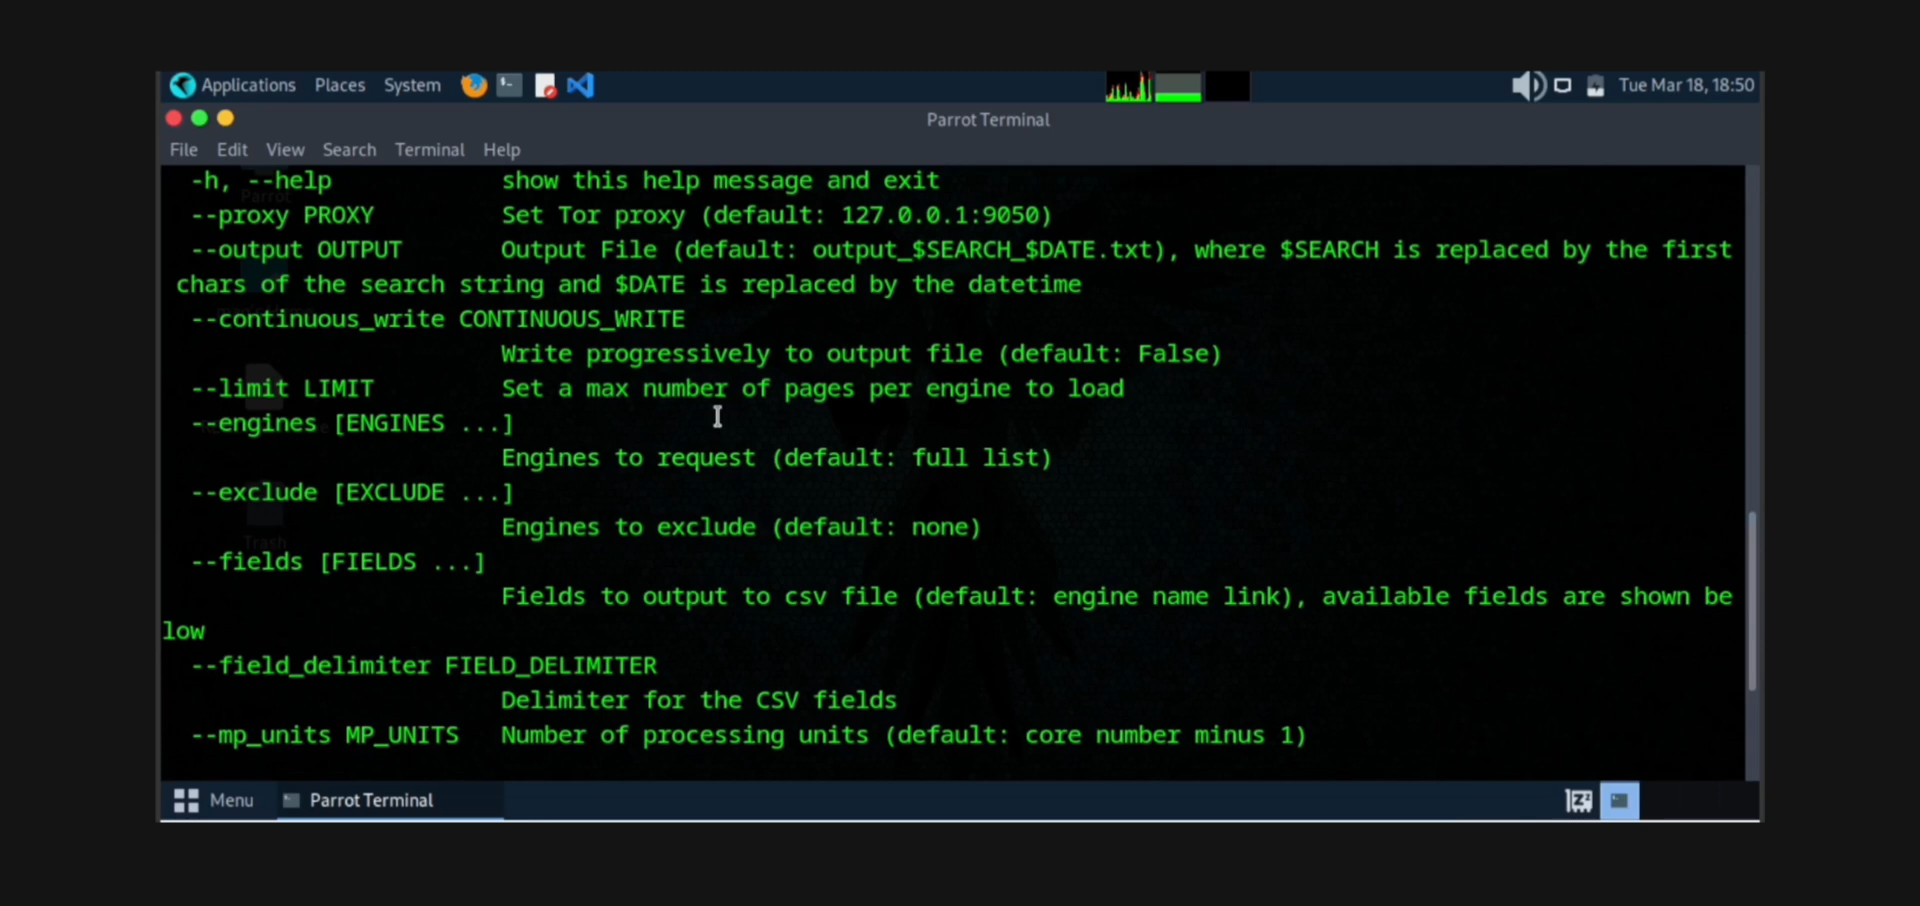 Applications Places System
Tue Mar 18, 18:50
Parrot Terminal
File Edit View Search Terminal Help
-h, --help show this help message and exit
--proxy PROXY Set Tor proxy (default: 127.0.0.1:9050)
--output OUTPUT Output File (default: output_$SEARCH_$DATE.txt), where $SEARCH is replaced by the first
chars of the search string and $DATE is replaced by the datetime
--continuous_write CONTINUOUS_WRITE
Write progressively to output file (default: False)
--limit LIMIT Set a max number of pages per engine to load
--engines [ENGINES ...]
Engines to request (default: full list)
--exclude [EXCLUDE ...]
Engines to exclude (default: none)
Trash
--fields [FIELDS ...]
Fields to output to csv file (default: engine name link), available fields are shown be
low
--field_delimiter FIELD_DELIMITER
Delimiter for the CSV fields
--mp_units MP_UNITS Number of processing units (default: core number minus 1)
Menu Parrot Terminal